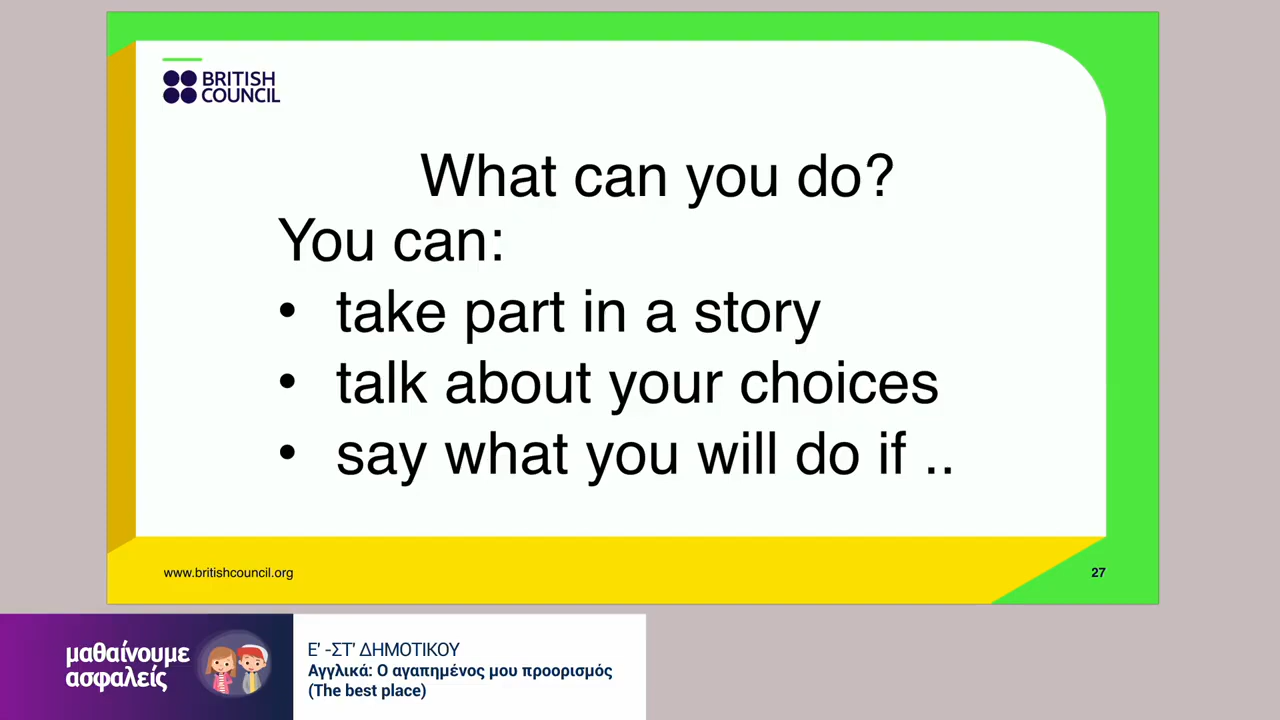 BRITISH
COUNCIL
What can you do?
You can:
• take part in a story
• talk about your choices
• say what you will do if ..
www.britishcouncil.org
27
μαθαίνουμε
ασφαλείς
Ε’ -ΣΤ’ ΔΗΜΟΤΙΚΟΥ
Αγγλικά: Ο αγαπημένος μου προορισμός
(The best place)